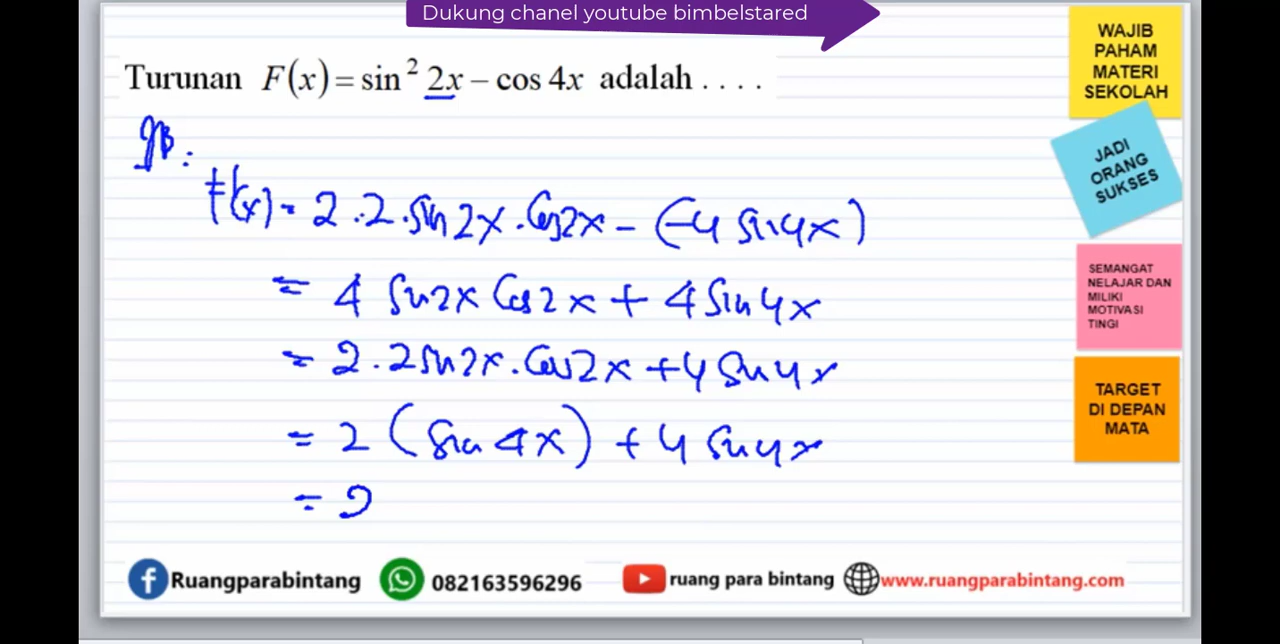 Dukung chanel youtube bimbelstared
Turunan F(x) = sin² 2x – cos 4x adalah . . . .
Jb :
F'(x) = 2 . 2 . sin 2x . Cos 2x – (–4 sin 4x)
= 4 Sin 2x Cos 2x + 4 Sin 4x
= 2 . 2 Sin 2x . Cos 2x + 4 Sin 4x
= 2 (Sin 4x) + 4 Sin 4x
=
WAJIB
PAHAM
MATERI
SEKOLAH
JADI
ORANG
SUKSES
SEMANGAT
NELAJAR DAN
MILIKI
MOTIVASI
TINGI
TARGET
DI DEPAN
MATA
f Ruangparabintang 082163596296 ruang para bintang www.ruangparabintang.com